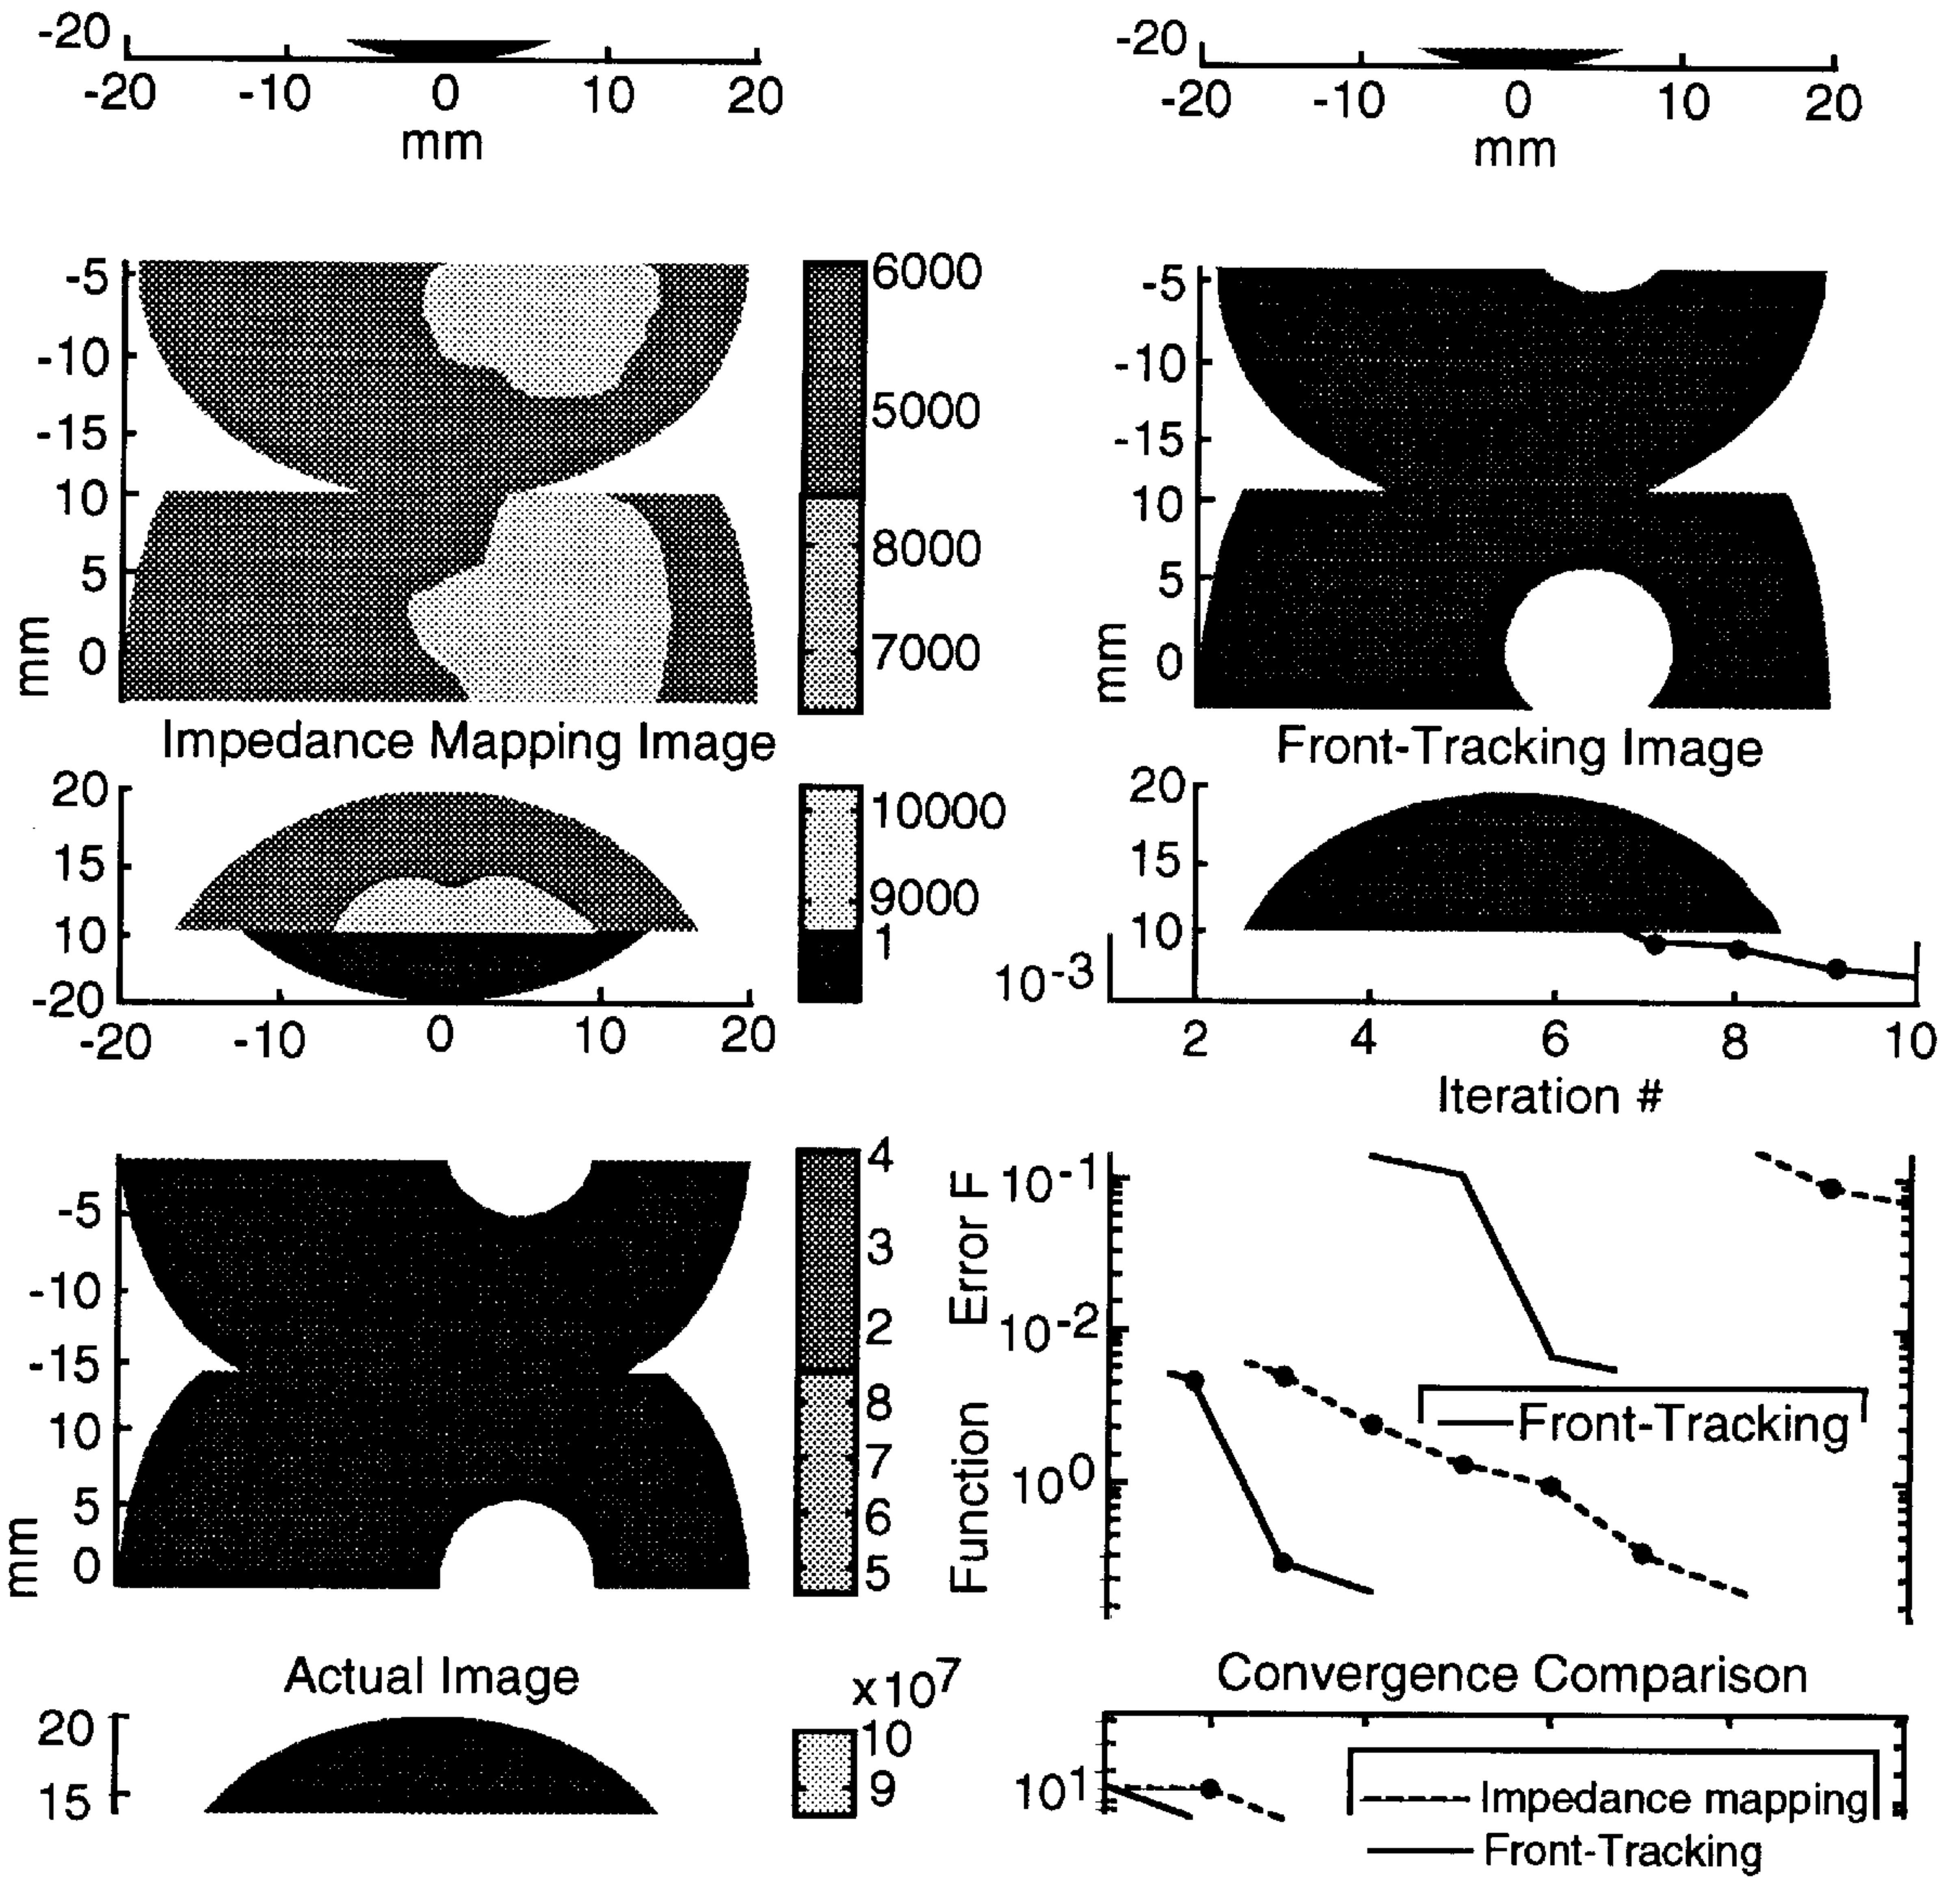 -20
-20 -10 0 10 20
mm
-20
-20 -10 0 10 20
mm
-5
-10
-15
10
5
0
mm
6000
5000
8000
7000
-5
-10
-15
10
5
0
mm
Impedance Mapping Image
20
15
10
-20
-20 -10 0 10 20
10000
9000
1
Front-Tracking Image
20
15
10
10-3
2 4 6 8 10
Iteration #
-5
-10
-15
10
5
0
mm
4
3
2
8
7
6
5
Function Error F
10-1
10-2
100
Front-Tracking
Actual Image
20
15
x107
10
9
Convergence Comparison
101
Impedance mapping
Front-Tracking